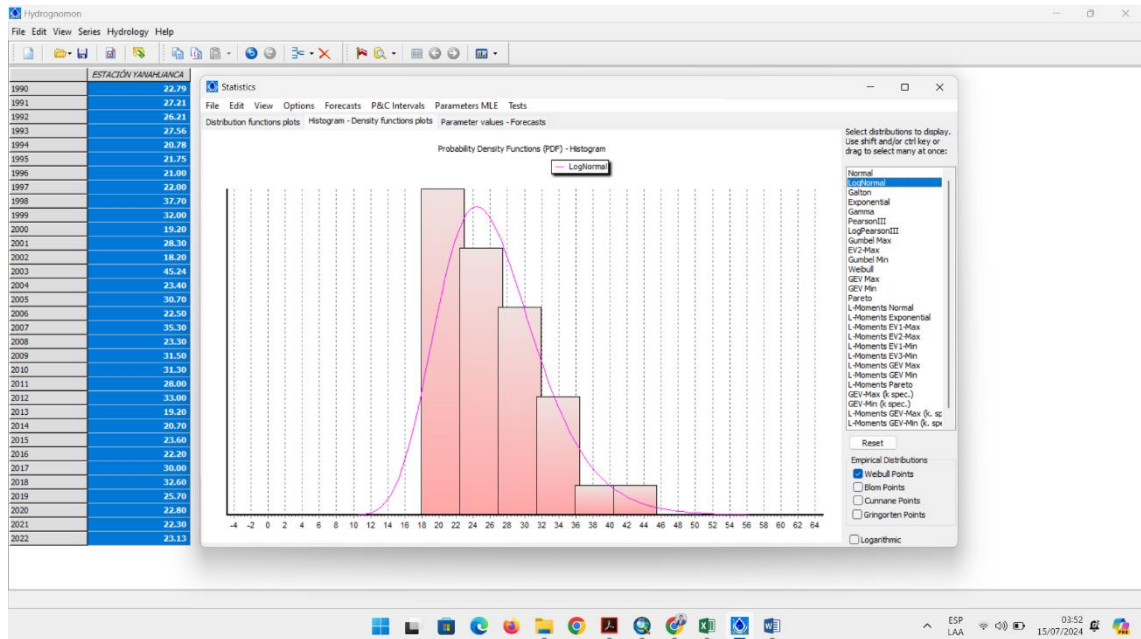 Hydrognomon
File Edit View Series Hydrology Help
ESTACIÓN YANAHUANCA
1990 22.79
1991 27.21
1992 26.21
1993 27.56
1994 20.78
1995 21.75
1996 21.00
1997 22.00
1998 37.70
1999 32.00
2000 19.20
2001 28.30
2002 18.20
2003 45.24
2004 23.40
2005 30.70
2006 22.50
2007 35.30
2008 23.30
2009 31.50
2010 31.30
2011 28.00
2012 33.00
2013 19.20
2014 20.70
2015 23.60
2016 22.20
2017 30.00
2018 32.60
2019 25.70
2020 22.80
2021 22.30
2022 23.13
Statistics
File Edit View Options Forecasts P&C Intervals Parameters MLE Tests
Distribution functions plots Histogram - Density functions plots Parameter values - Forecasts
Probability Density Functions (PDF) - Histogram
LogNormal
-4 -2 0 2 4 6 8 10 12 14 16 18 20 22 24 26 28 30 32 34 36 38 40 42 44 46 48 50 52 54 56 58 60 62 64
Select distributions to display.
Use shift and/or ctrl key or
drag to select many at once:
Normal
LogNormal
Galton
Exponential
Gamma
PearsonIII
LogPearsonIII
Gumbel Max
EV2-Max
Gumbel Min
Weibull
GEV Max
GEV Min
Pareto
L-Moments Normal
L-Moments Exponential
L-Moments EV1-Max
L-Moments EV2-Max
L-Moments EV1-Min
L-Moments EV3-Min
L-Moments GEV Max
L-Moments GEV Min
L-Moments Pareto
GEV-Max (k spec.)
GEV-Min (k spec.)
L-Moments GEV-Max (k. sp
L-Moments GEV-Min (k. spe
Reset
Empirical Distributions
Weibull Points
Blom Points
Cunnane Points
Gringorten Points
Logarithmic
ESP
LAA
03:52
15/07/2024